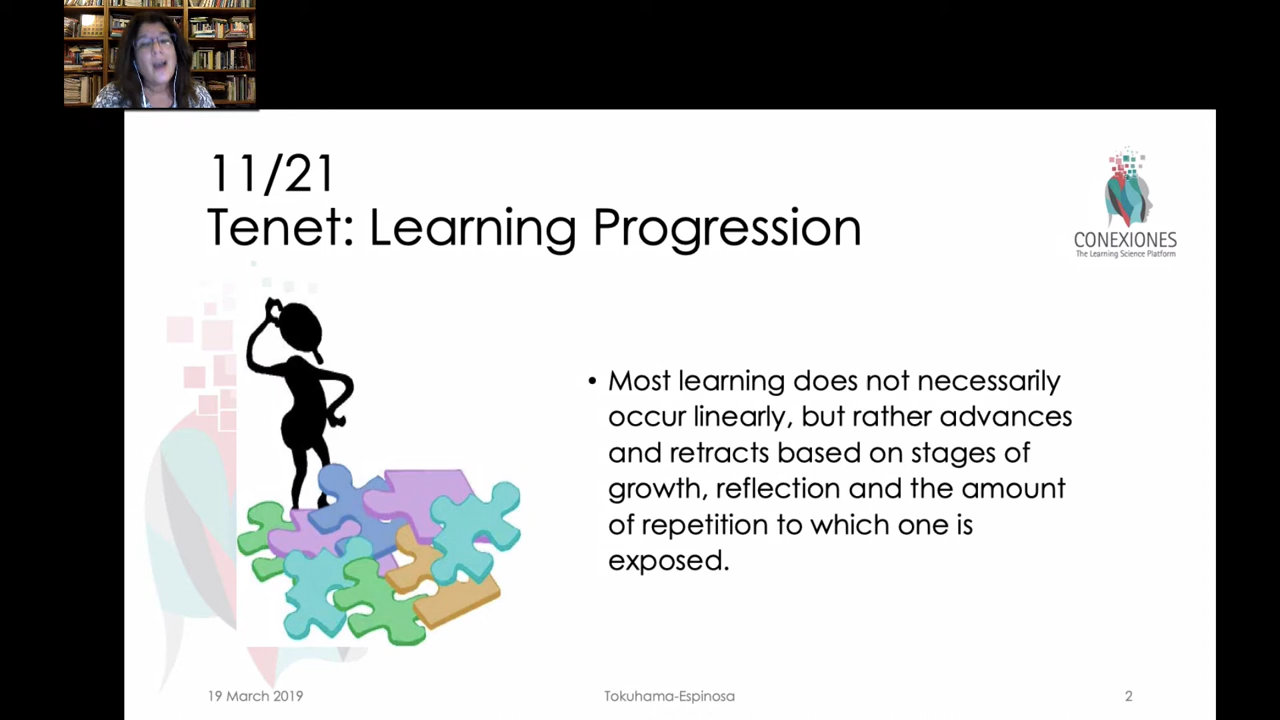 11/21
Tenet: Learning Progression
CONEXIONES
The Learning Science Platform
• Most learning does not necessarily
occur linearly, but rather advances
and retracts based on stages of
growth, reflection and the amount
of repetition to which one is
exposed.
19 March 2019
Tokuhama-Espinosa
2